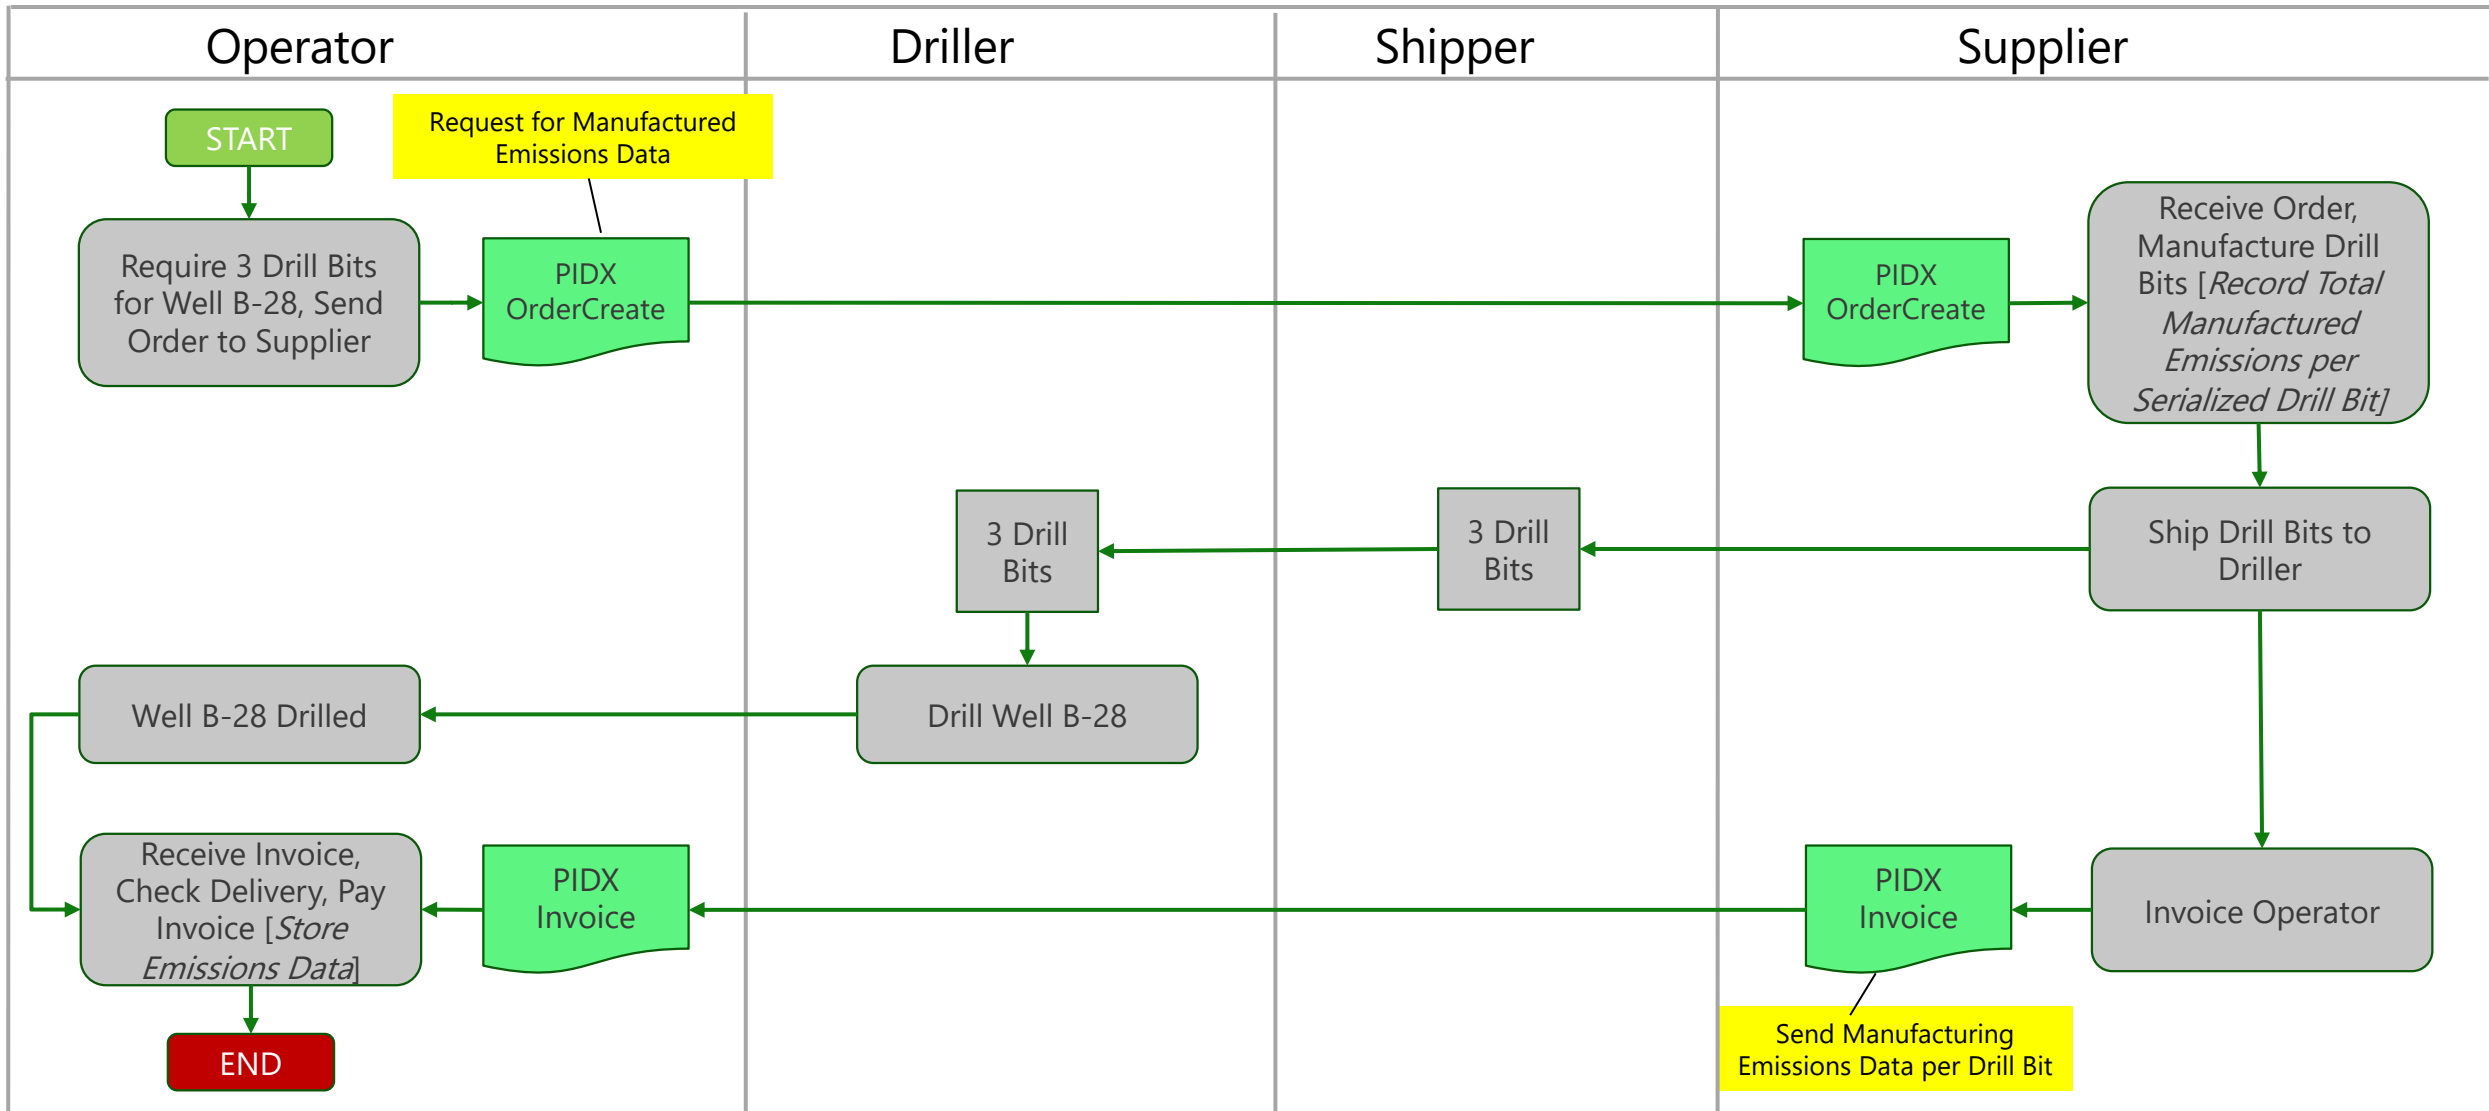 Operator
Driller
Shipper
Supplier
START
Request for Manufactured
Emissions Data
Require 3 Drill Bits
for Well B-28, Send
Order to Supplier
PIDX
OrderCreate
PIDX
OrderCreate
Receive Order,
Manufacture Drill
Bits [Record Total
Manufactured
Emissions per
Serialized Drill Bit]
3 Drill
Bits
3 Drill
Bits
Ship Drill Bits to
Driller
Well B-28 Drilled
Drill Well B-28
Receive Invoice,
Check Delivery, Pay
Invoice [Store
Emissions Data]
PIDX
Invoice
PIDX
Invoice
Invoice Operator
END
Send Manufacturing
Emissions Data per Drill Bit